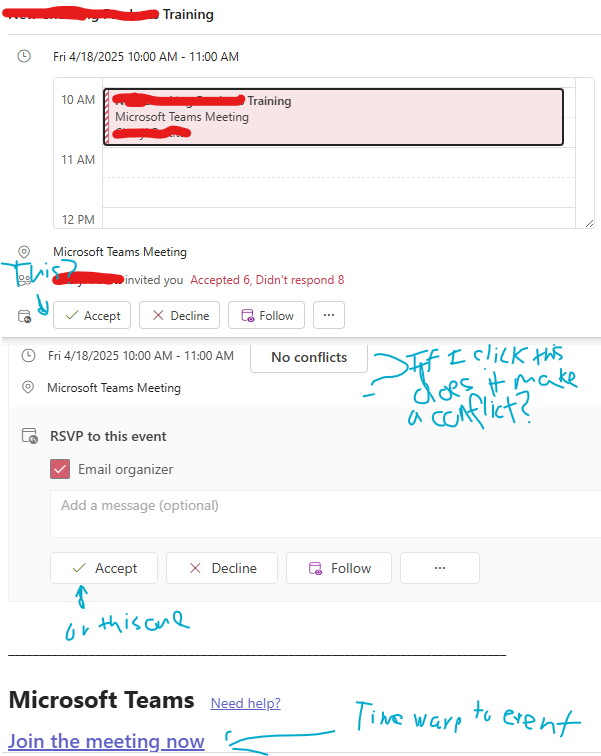 Training
Fri 4/18/2025 10:00 AM - 11:00 AM
10 AM
Training
Microsoft Teams Meeting
11 AM
12 PM
Microsoft Teams Meeting
This?
invited you Accepted 6, Didn't respond 8
Accept Decline Follow ...
Fri 4/18/2025 10:00 AM - 11:00 AM No conflicts
If I click this
does it make
a conflict?
Microsoft Teams Meeting
RSVP to this event
Email organizer
Add a message (optional)
Accept Decline Follow ...
or this one
Microsoft Teams Need help?
Time warp to event
Join the meeting now